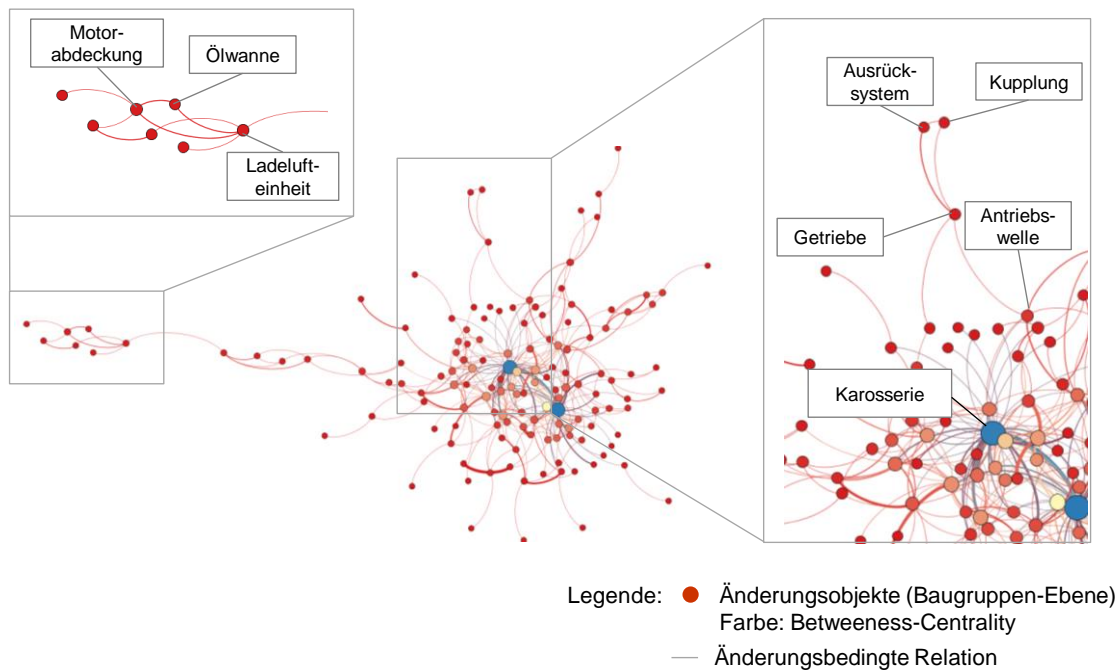 Motor-
abdeckung
Ölwanne
Ladeluft-
einheit
Ausrück-
system
Kupplung
Getriebe
Antriebs-
welle
Karosserie
Legende:
Änderungsobjekte (Baugruppen-Ebene)
Farbe: Betweeness-Centrality
Änderungsbedingte Relation